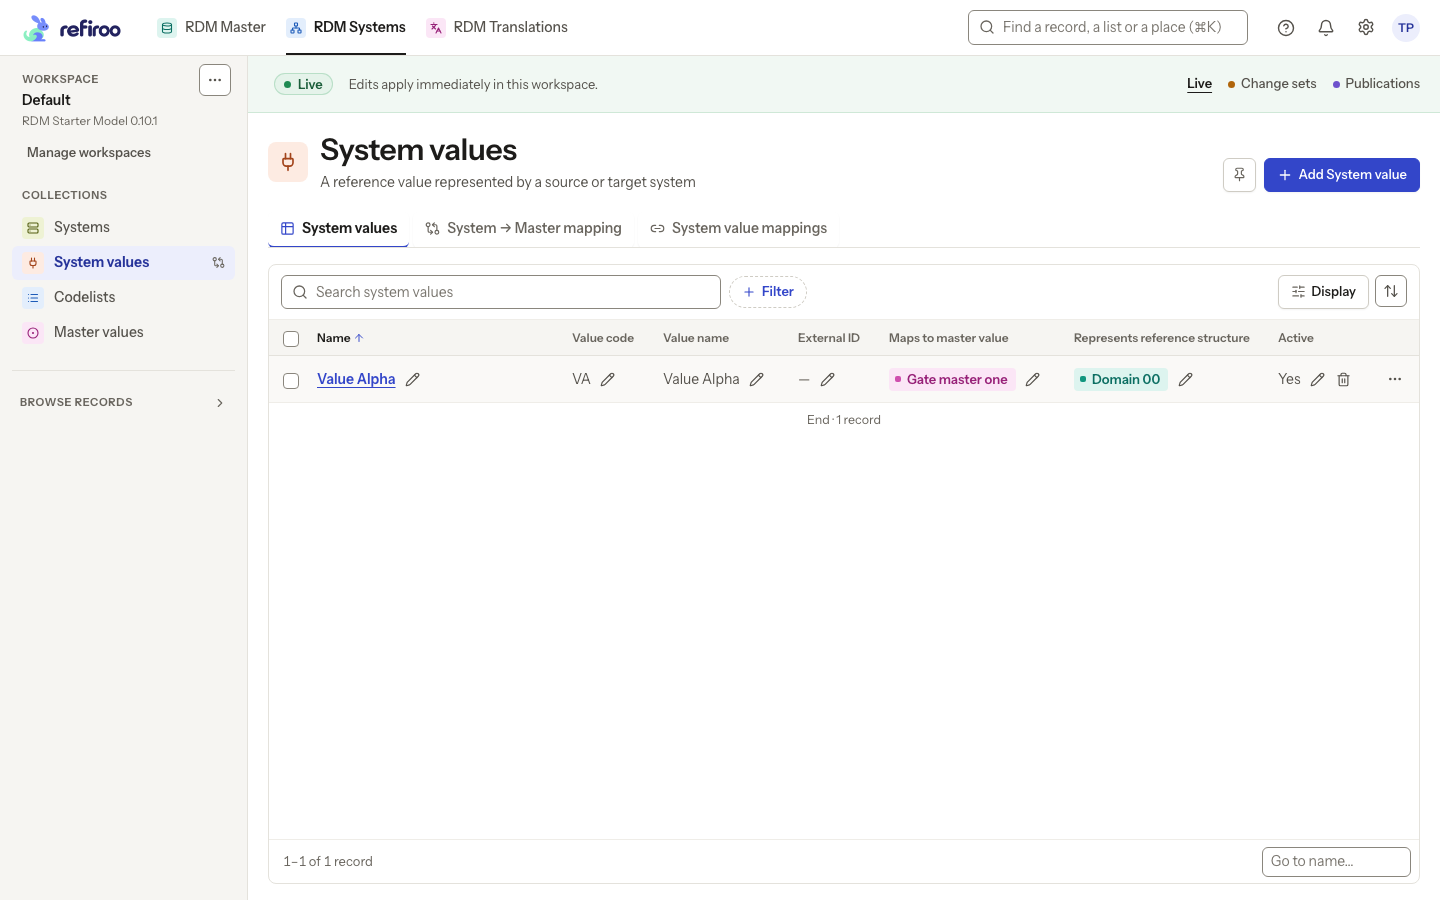 refiroo
RDM Master
RDM Systems
RDM Translations
Find a record, a list or a place (⌘K)
TP
WORKSPACE
Default
RDM Starter Model 0.10.1
Manage workspaces
COLLECTIONS
Systems
System values
Codelists
Master values
BROWSE RECORDS
Live
Edits apply immediately in this workspace.
Live
Change sets
Publications
System values
A reference value represented by a source or target system
Add System value
System values
System → Master mapping
System value mappings
Search system values
Filter
Display
Name ↑ Value code Value name External ID Maps to master value Represents reference structure Active
Value Alpha VA Value Alpha — Gate master one Domain 00 Yes
End · 1 record
1–1 of 1 record
Go to name...